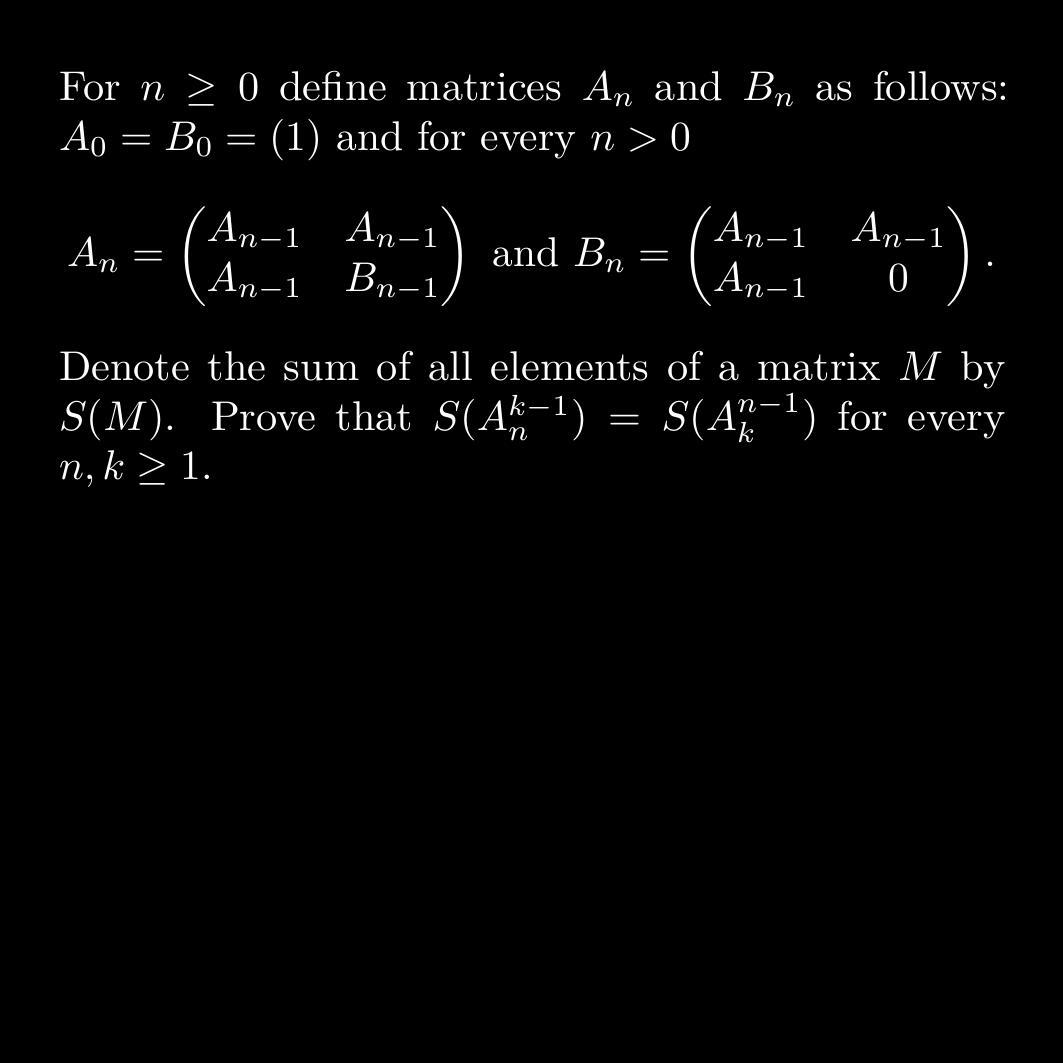 For $n \geq 0$ define matrices $A_n$ and $B_n$ as follows:
$A_0 = B_0 = (1)$ and for every $n > 0$
$A_n = \begin{pmatrix} A_{n-1} & A_{n-1} \\ A_{n-1} & B_{n-1} \end{pmatrix}$ and $B_n = \begin{pmatrix} A_{n-1} & A_{n-1} \\ A_{n-1} & 0 \end{pmatrix}$.
Denote the sum of all elements of a matrix $M$ by
$S(M)$. Prove that $S(A_n^{k-1}) = S(A_k^{n-1})$ for every
$n, k \geq 1$.